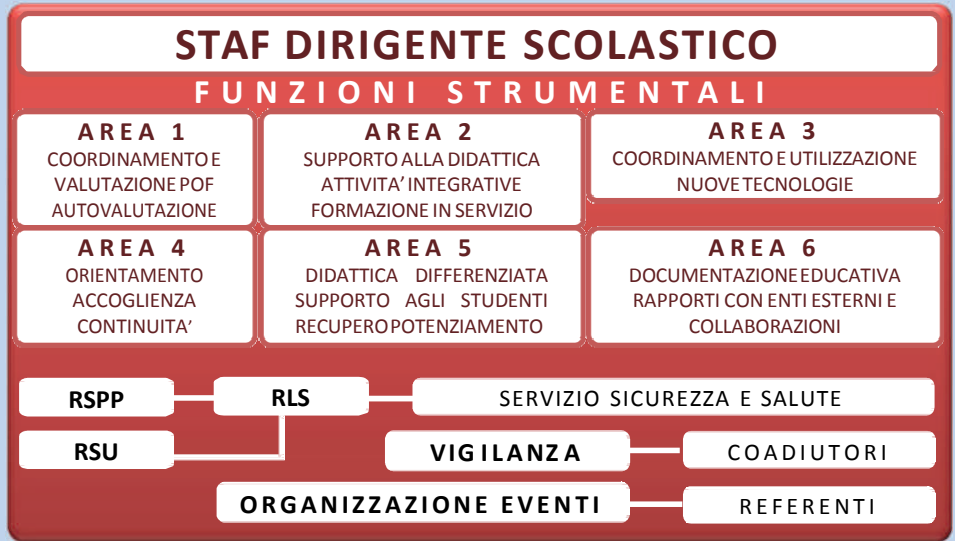 STAF DIRIGENTE SCOLASTICO
FUNZIONI STRUMENTALI
AREA 1
COORDINAMENTO E
VALUTAZIONE POF
AUTOVALUTAZIONE
AREA 2
SUPPORTO ALLA DIDATTICA
ATTIVITA’ INTEGRATIVE
FORMAZIONE IN SERVIZIO
AREA 3
COORDINAMENTO E UTILIZZAZIONE
NUOVE TECNOLOGIE
AREA 4
ORIENTAMENTO
ACCOGLIENZA
CONTINUITA’
AREA 5
DIDATTICA DIFFERENZIATA
SUPPORTO AGLI STUDENTI
RECUPERO POTENZIAMENTO
AREA 6
DOCUMENTAZIONE EDUCATIVA
RAPPORTI CON ENTI ESTERNI E
COLLABORAZIONI
RSPP
RLS
SERVIZIO SICUREZZA E SALUTE
RSU
VIGILANZA
COADIUTORI
ORGANIZZAZIONE EVENTI
REFERENTI